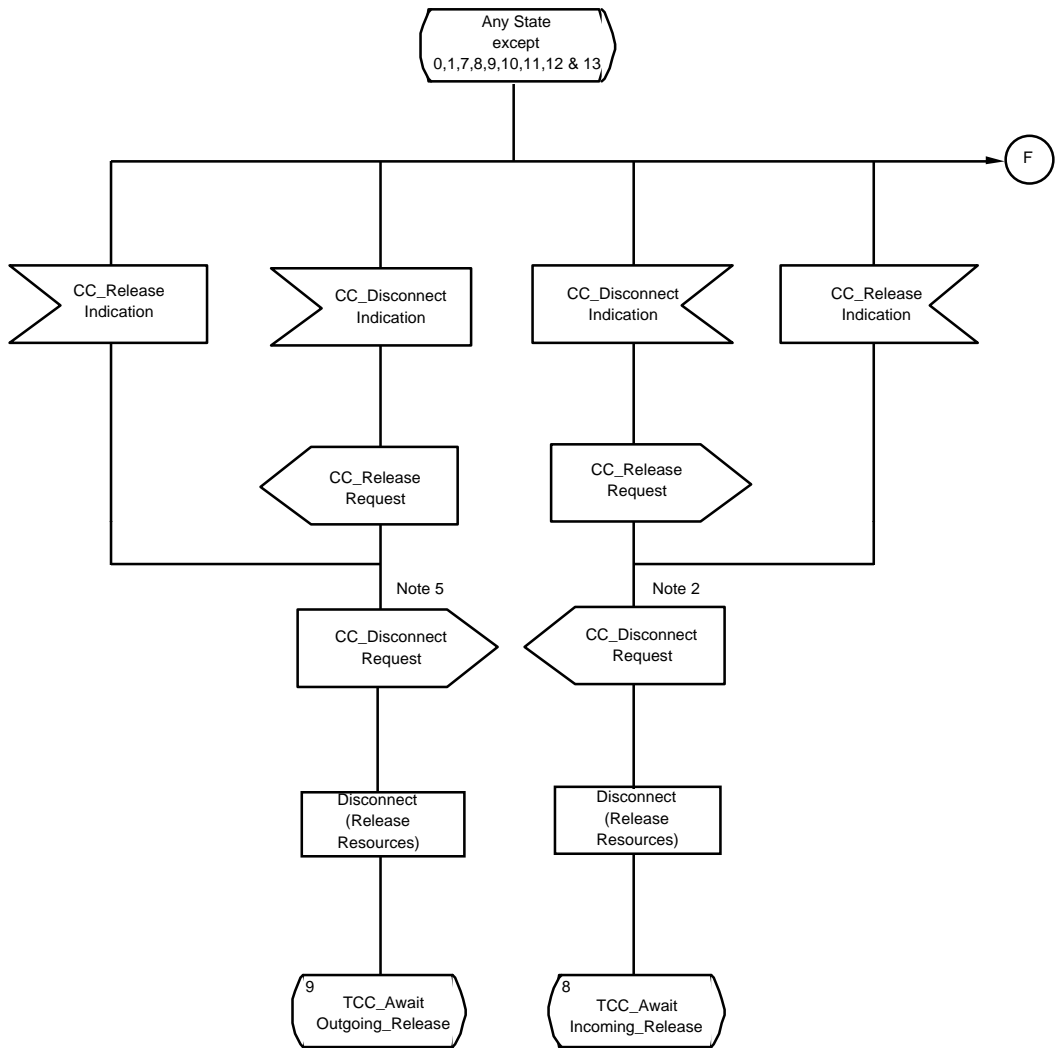 Any State
except
0,1,7,8,9,10,11,12 & 13
F
CC_Release
Indication
CC_Disconnect
Indication
CC_Disconnect
Indication
CC_Release
Indication
CC_Release
Request
CC_Release
Request
Note 5
Note 2
CC_Disconnect
Request
CC_Disconnect
Request
Disconnect
(Release
Resources)
Disconnect
(Release
Resources)
9
TCC_Await
Outgoing_Release
8
TCC_Await
Incoming_Release